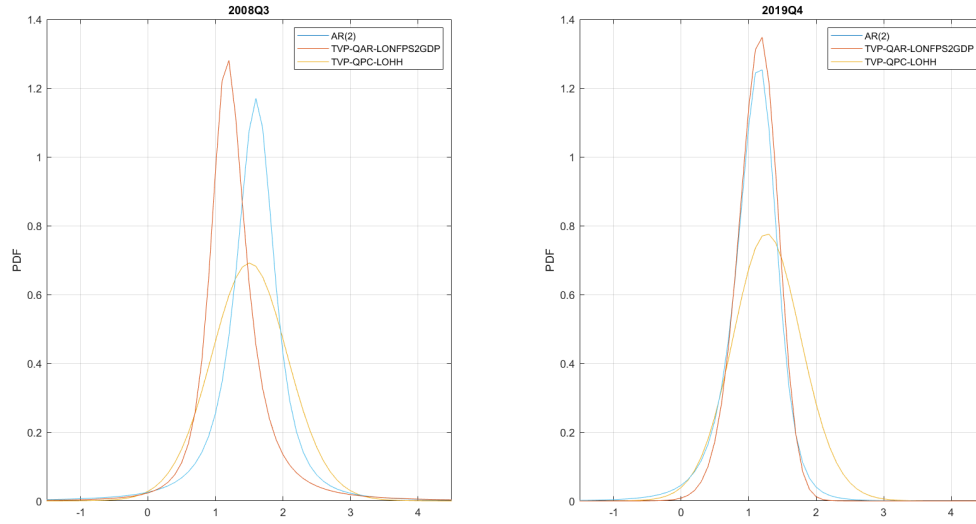 2008Q3
1.4
1.2
1
0.8
0.6
0.4
0.2
0
PDF
AR(2)
TVP-QAR-LONFPS2GDP
TVP-QPC-LOHH
-1 0 1 2 3 4
2019Q4
1.4
1.2
1
0.8
0.6
0.4
0.2
0
PDF
AR(2)
TVP-QAR-LONFPS2GDP
TVP-QPC-LOHH
-1 0 1 2 3 4